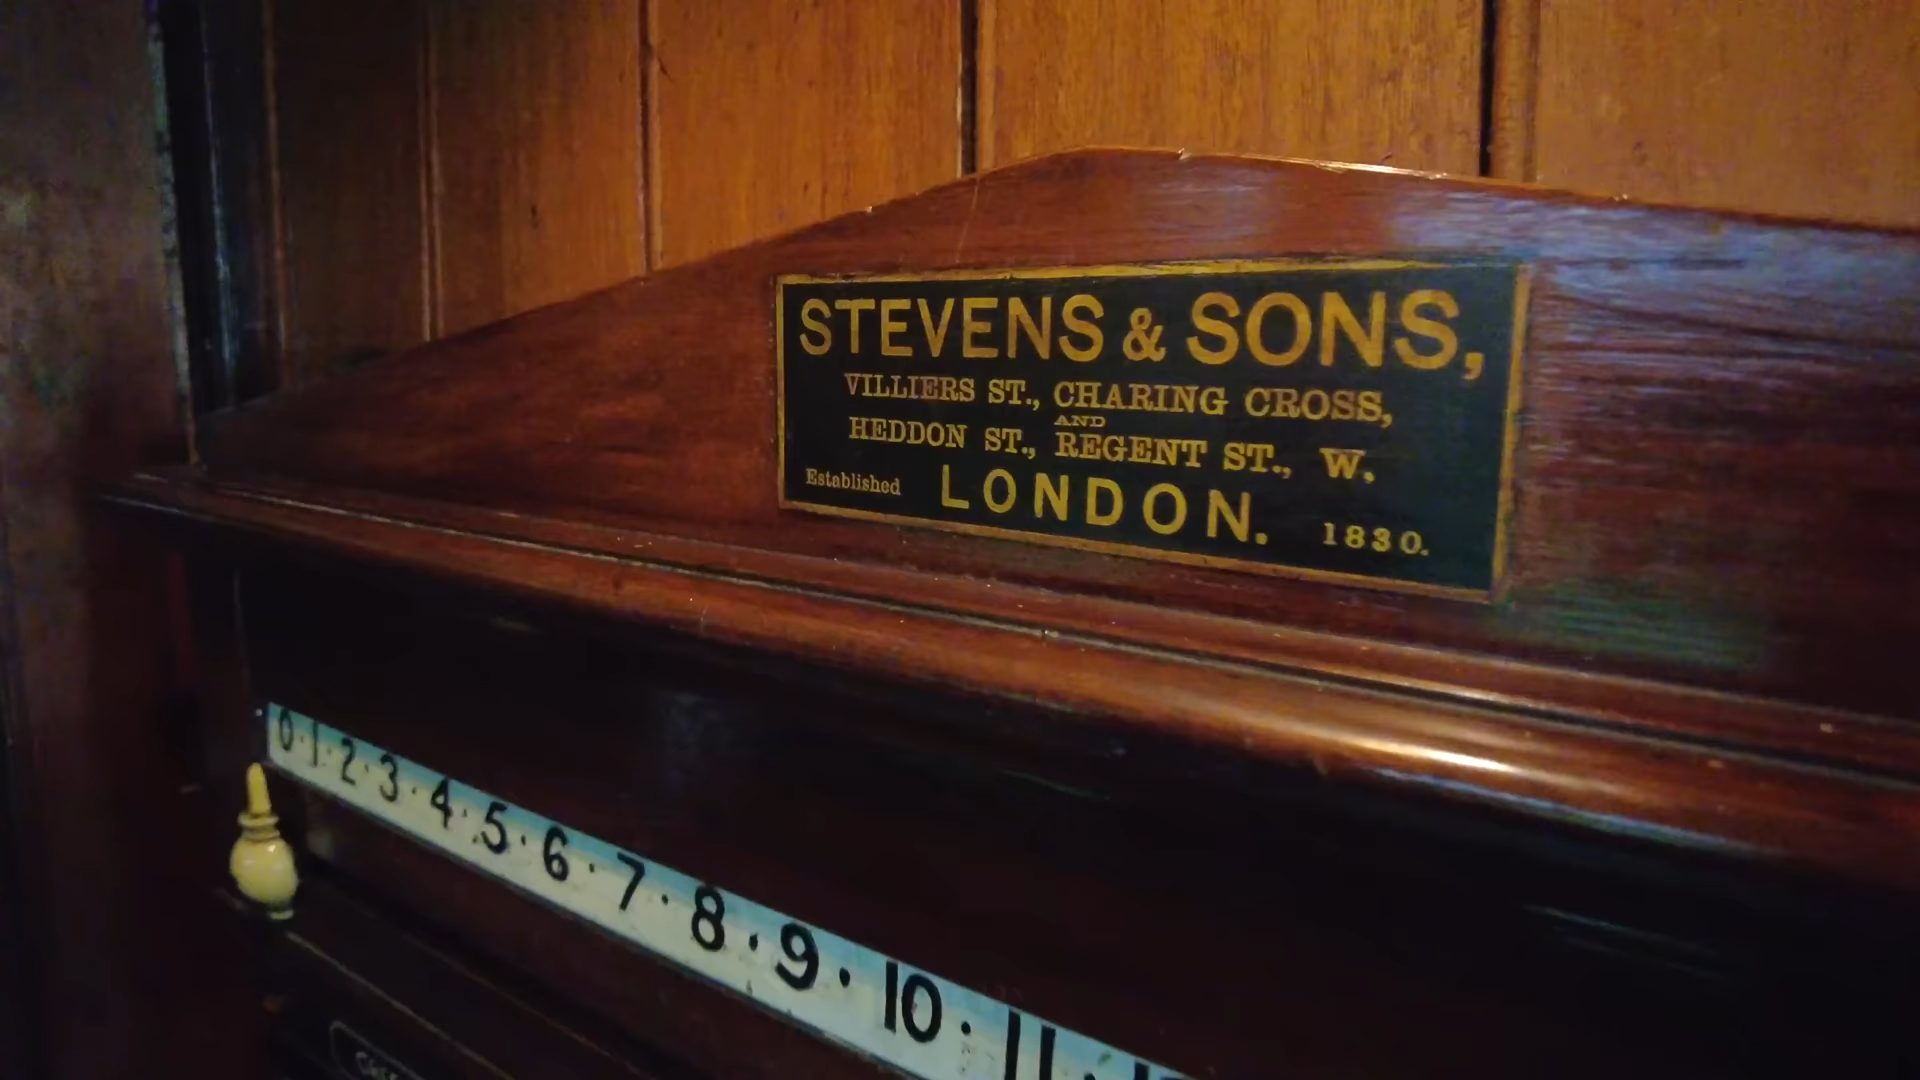 STEVENS & SONS,
VILLIERS ST., CHARING CROSS,
AND
HEDDON ST., REGENT ST., W.
Established LONDON. 1830.
0·1·2·3·4·5·6·7·8·9·10·11·